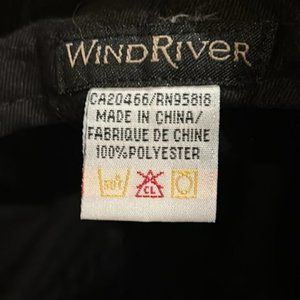 WINDRIVER
CA20466/RN95818
MADE IN CHINA/
FABRIQUE DE CHINE
100%POLYESTER
CL